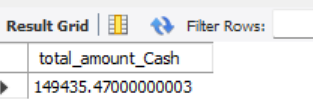 Result Grid Filter Rows:
total_amount_Cash
149435.47000000003